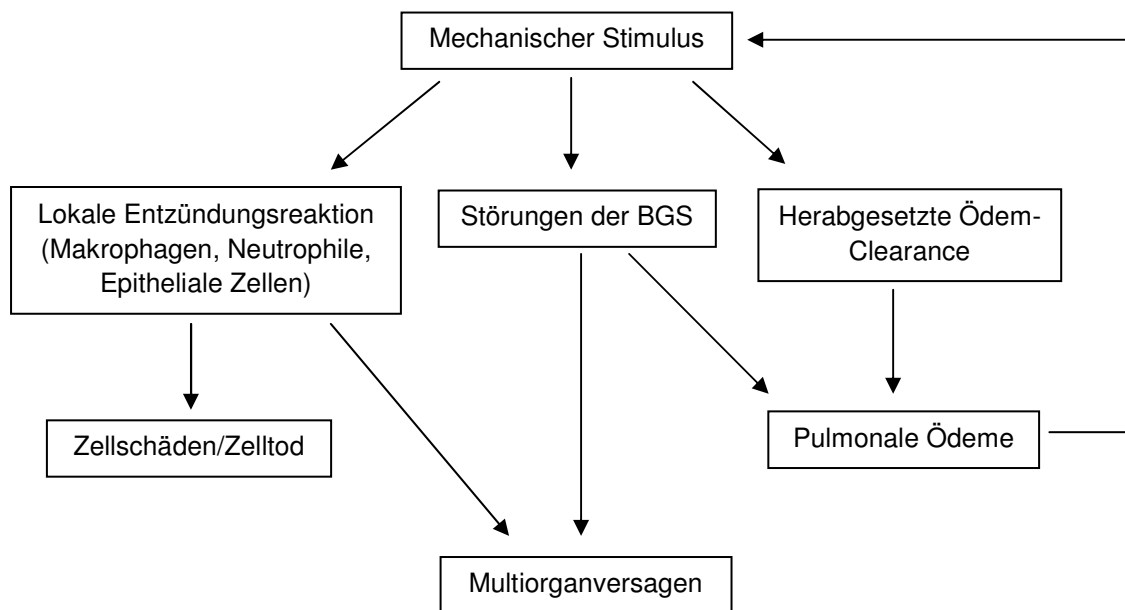 Mechanischer Stimulus
Lokale Entzündungsreaktion
(Makrophagen, Neutrophile,
Epitheliale Zellen)
Störungen der BGS
Herabgesetzte Ödem-
Clearance
Zellschäden/Zelltod
Pulmonale Ödeme
Multiorganversagen